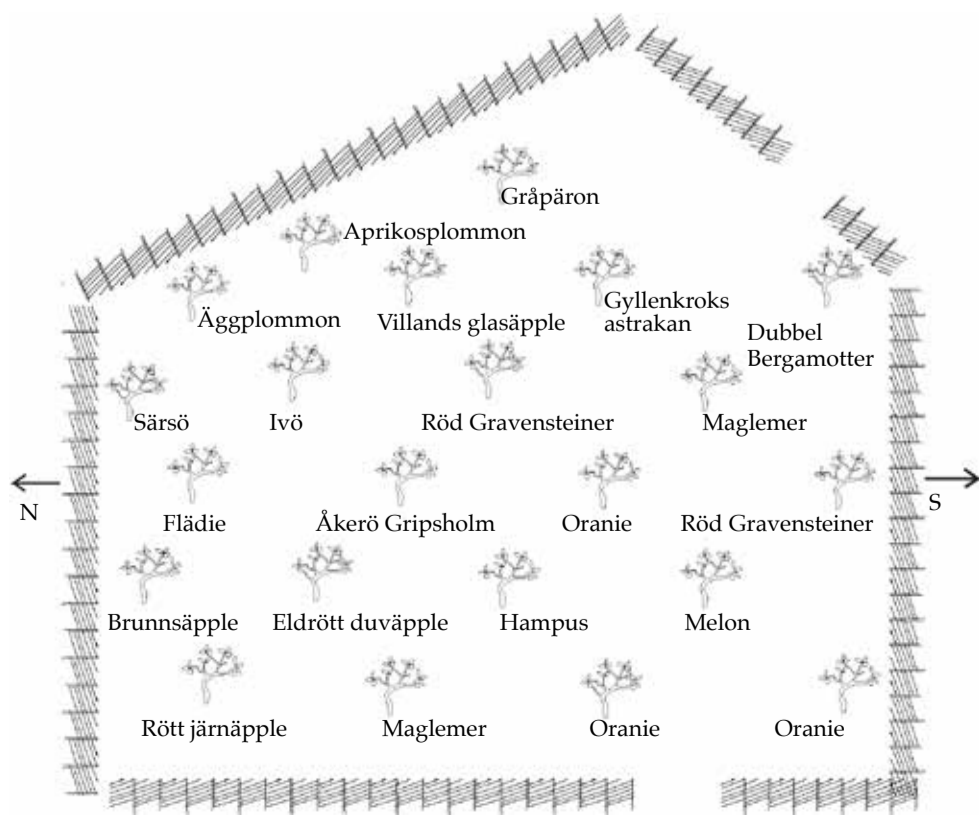 Gråpäron
Aprikosplommon
Äggplommon
Villands glasäpple
Gyllenkroks
astrakan
Dubbel
Bergamotter
Särsö
Ivö
Röd Gravensteiner
Maglemer
N
S
Flädie
Åkerö Gripsholm
Oranie
Röd Gravensteiner
Brunnsäpple
Eldrött duväpple
Hampus
Melon
Rött järnäpple
Maglemer
Oranie
Oranie